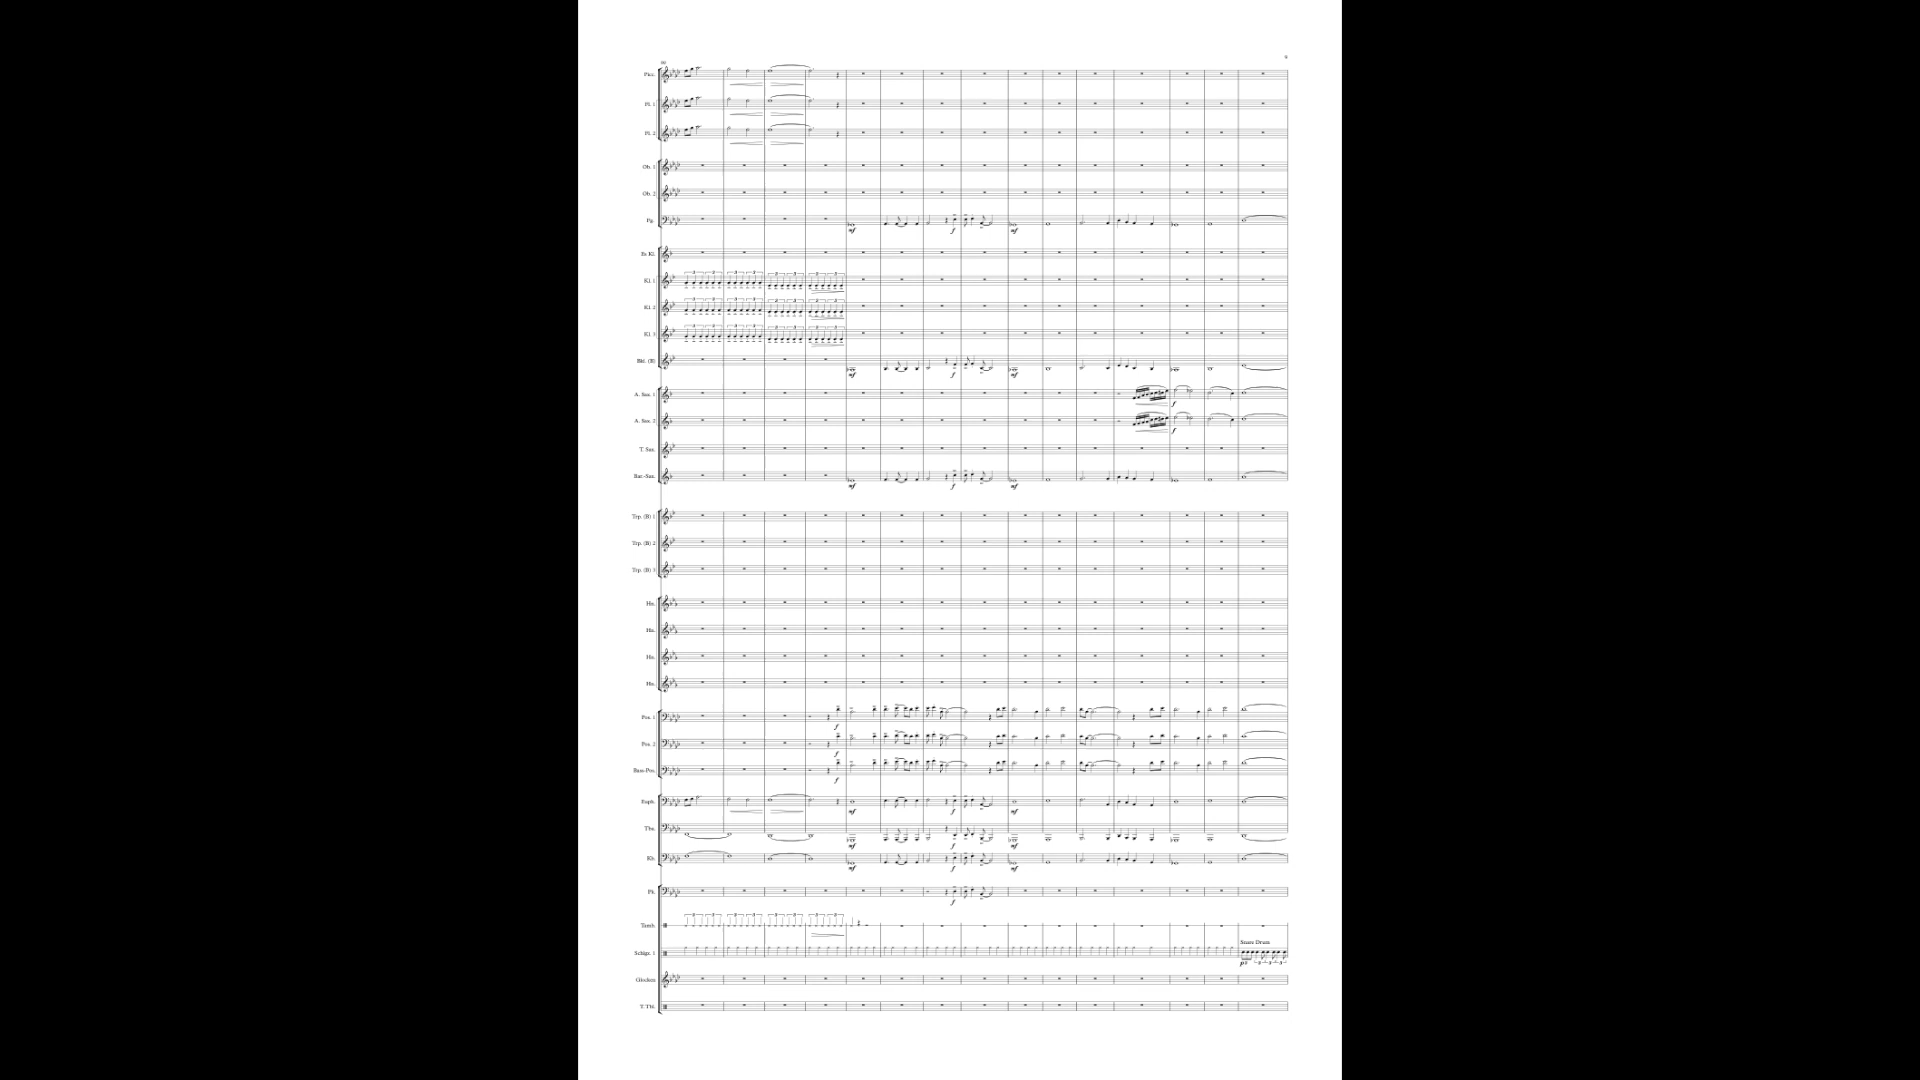 Picc.
Fl. 1
Fl. 2
Ob. 1
Ob. 2
Fg.
Es Kl.
Kl. 1
Kl. 2
Kl. 3
Bkl. (B)
A. Sax. 1
A. Sax. 2
T. Sax.
Bar.-Sax.
Trp. (B) 1
Trp. (B) 2
Trp. (B) 3
Hn.
Hn.
Hn.
Hn.
Pos. 1
Pos. 2
Bass-Pos.
Euph.
Tba.
Kb.
Pk.
Tamb.
Snare Drum
Schlgz. 1
Glocken